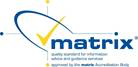 matrix
quality standard for information
advice and guidance services
approved by the matrix Accreditation Body